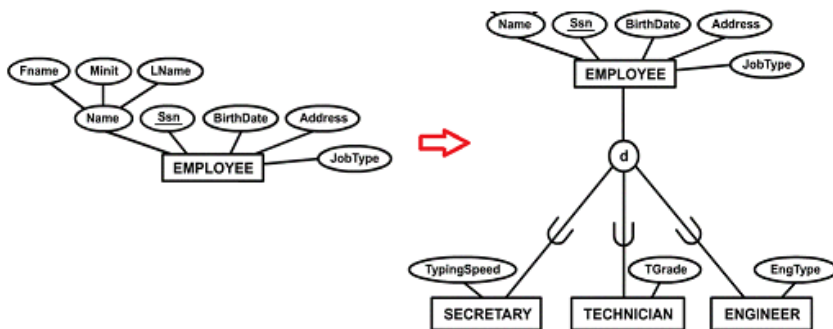 Fname
Minit
LName
Name
Ssn
BirthDate
Address
JobType
EMPLOYEE
Name
Ssn
BirthDate
Address
JobType
EMPLOYEE
d
TypingSpeed
TGrade
EngType
SECRETARY
TECHNICIAN
ENGINEER